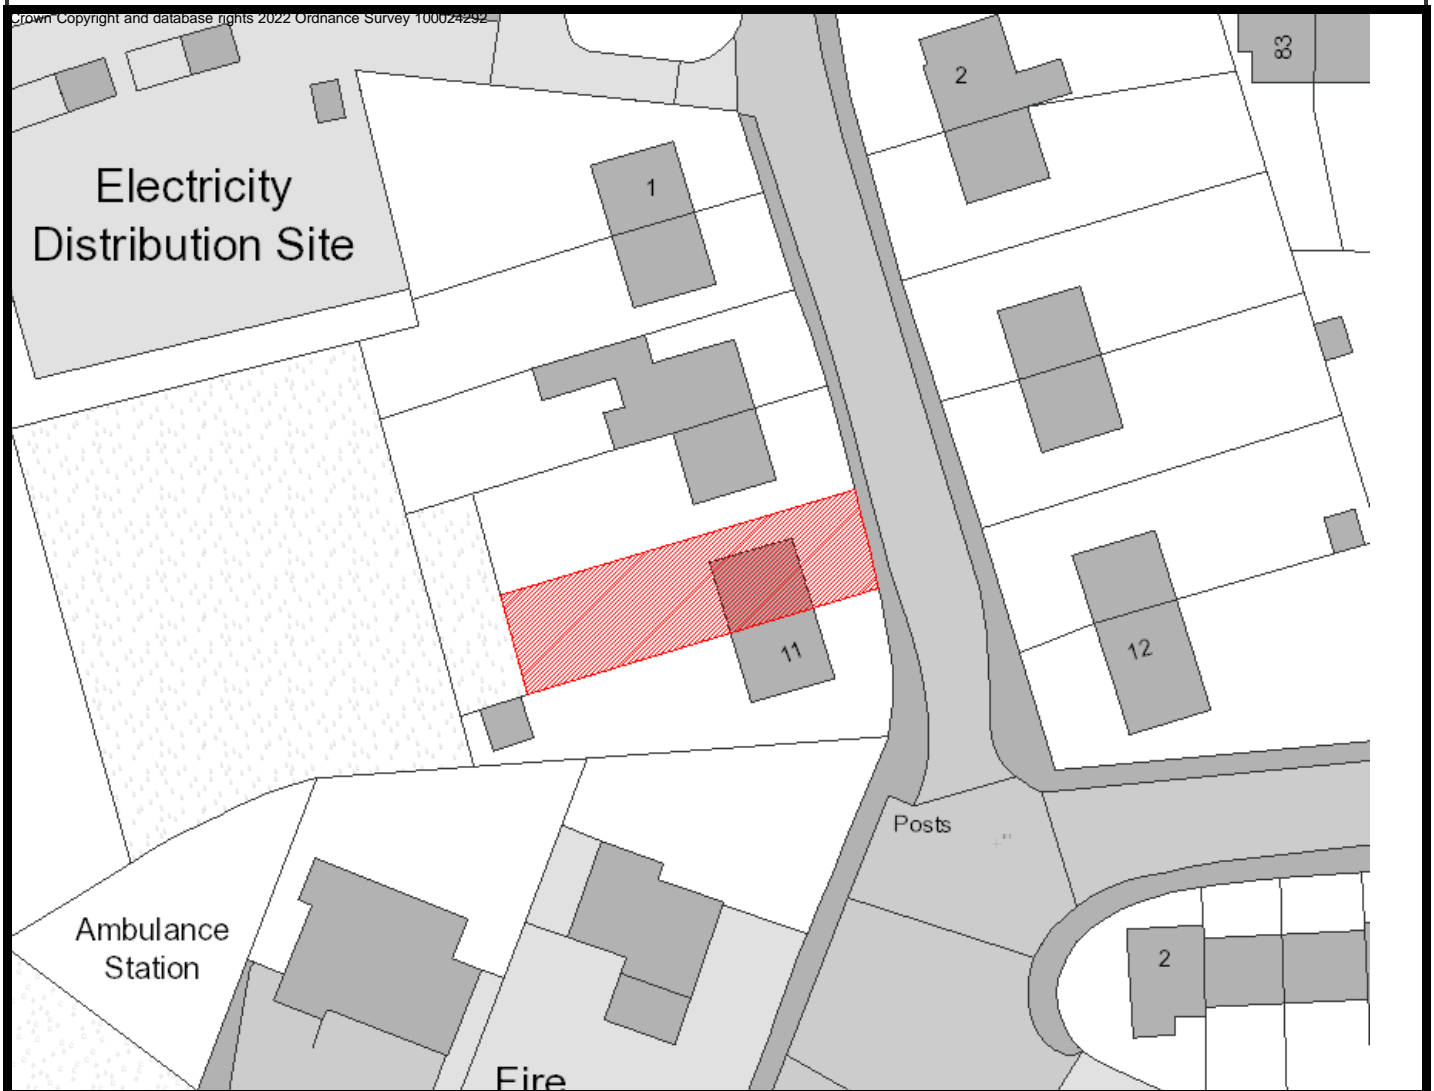 Crown Copyright and database rights 2022 Ordnance Survey 100024292
83
2
Electricity
Distribution Site
1
11
12
Posts
Ambulance
Station
2
Fire